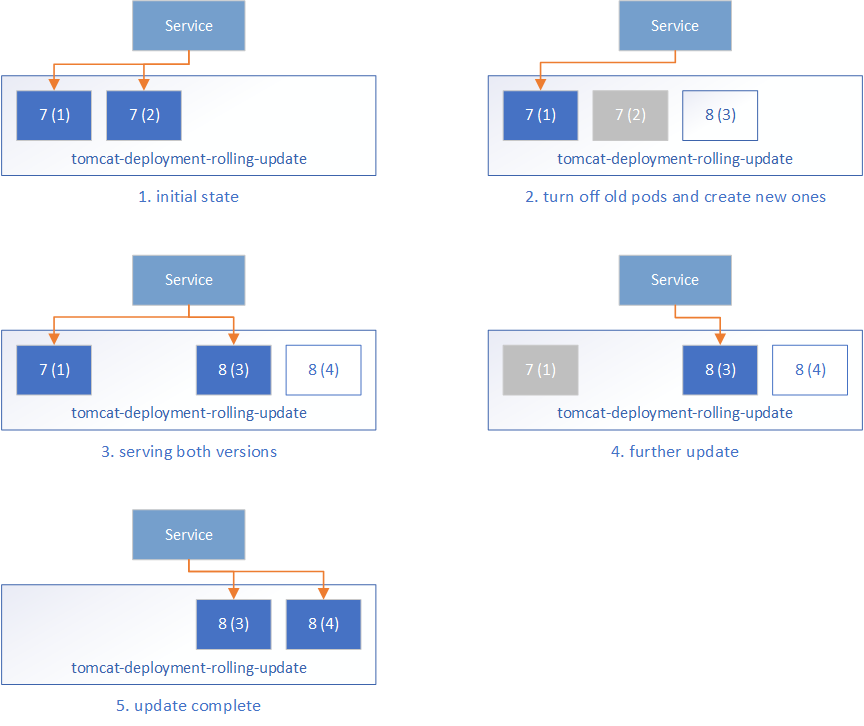 Service
7 (1)
7 (2)
tomcat-deployment-rolling-update
1. initial state
Service
7 (1)
7 (2)
8 (3)
tomcat-deployment-rolling-update
2. turn off old pods and create new ones
Service
7 (1)
8 (3)
8 (4)
tomcat-deployment-rolling-update
3. serving both versions
Service
7 (1)
8 (3)
8 (4)
tomcat-deployment-rolling-update
4. further update
Service
8 (3)
8 (4)
tomcat-deployment-rolling-update
5. update complete